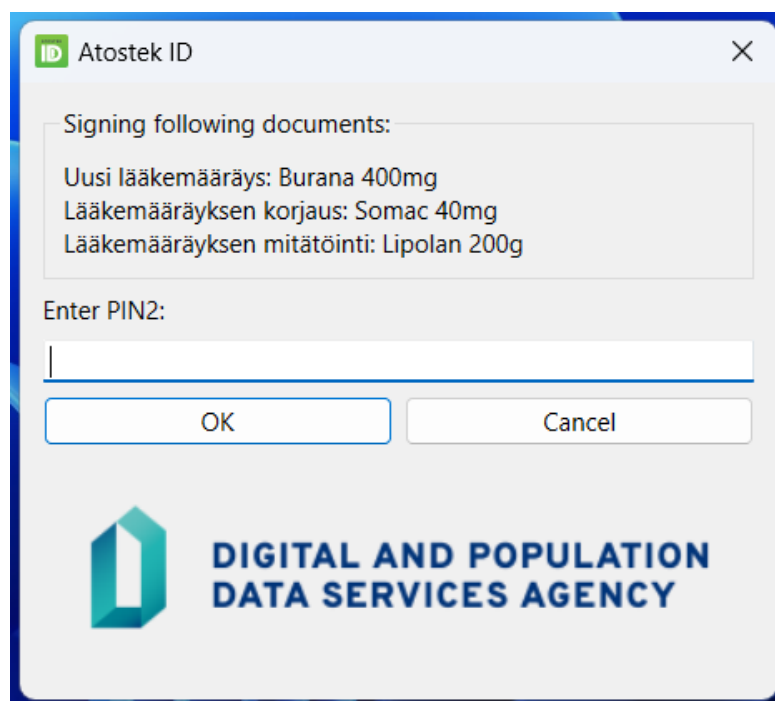 Atostek ID
Signing following documents:
Uusi lääkemääräys: Burana 400mg
Lääkemääräyksen korjaus: Somac 40mg
Lääkemääräyksen mitätöinti: Lipolan 200g
Enter PIN2:
OK
Cancel
DIGITAL AND POPULATION
DATA SERVICES AGENCY